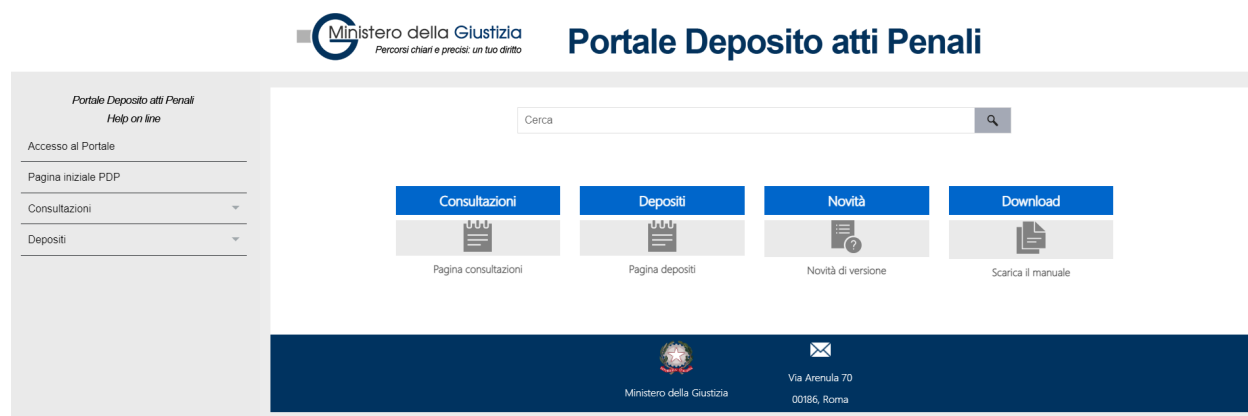 Ministero della Giustizia
Percorsi chiari e precisi: un tuo diritto
Portale Deposito atti Penali
Portale Deposito atti Penali
Help on line
Accesso al Portale
Pagina iniziale PDP
Consultazioni
Depositi
Cerca
Consultazioni
Depositi
Novità
Download
Pagina consultazioni
Pagina depositi
Novità di versione
Scarica il manuale
Ministero della Giustizia
Via Arenula 70
00186, Roma